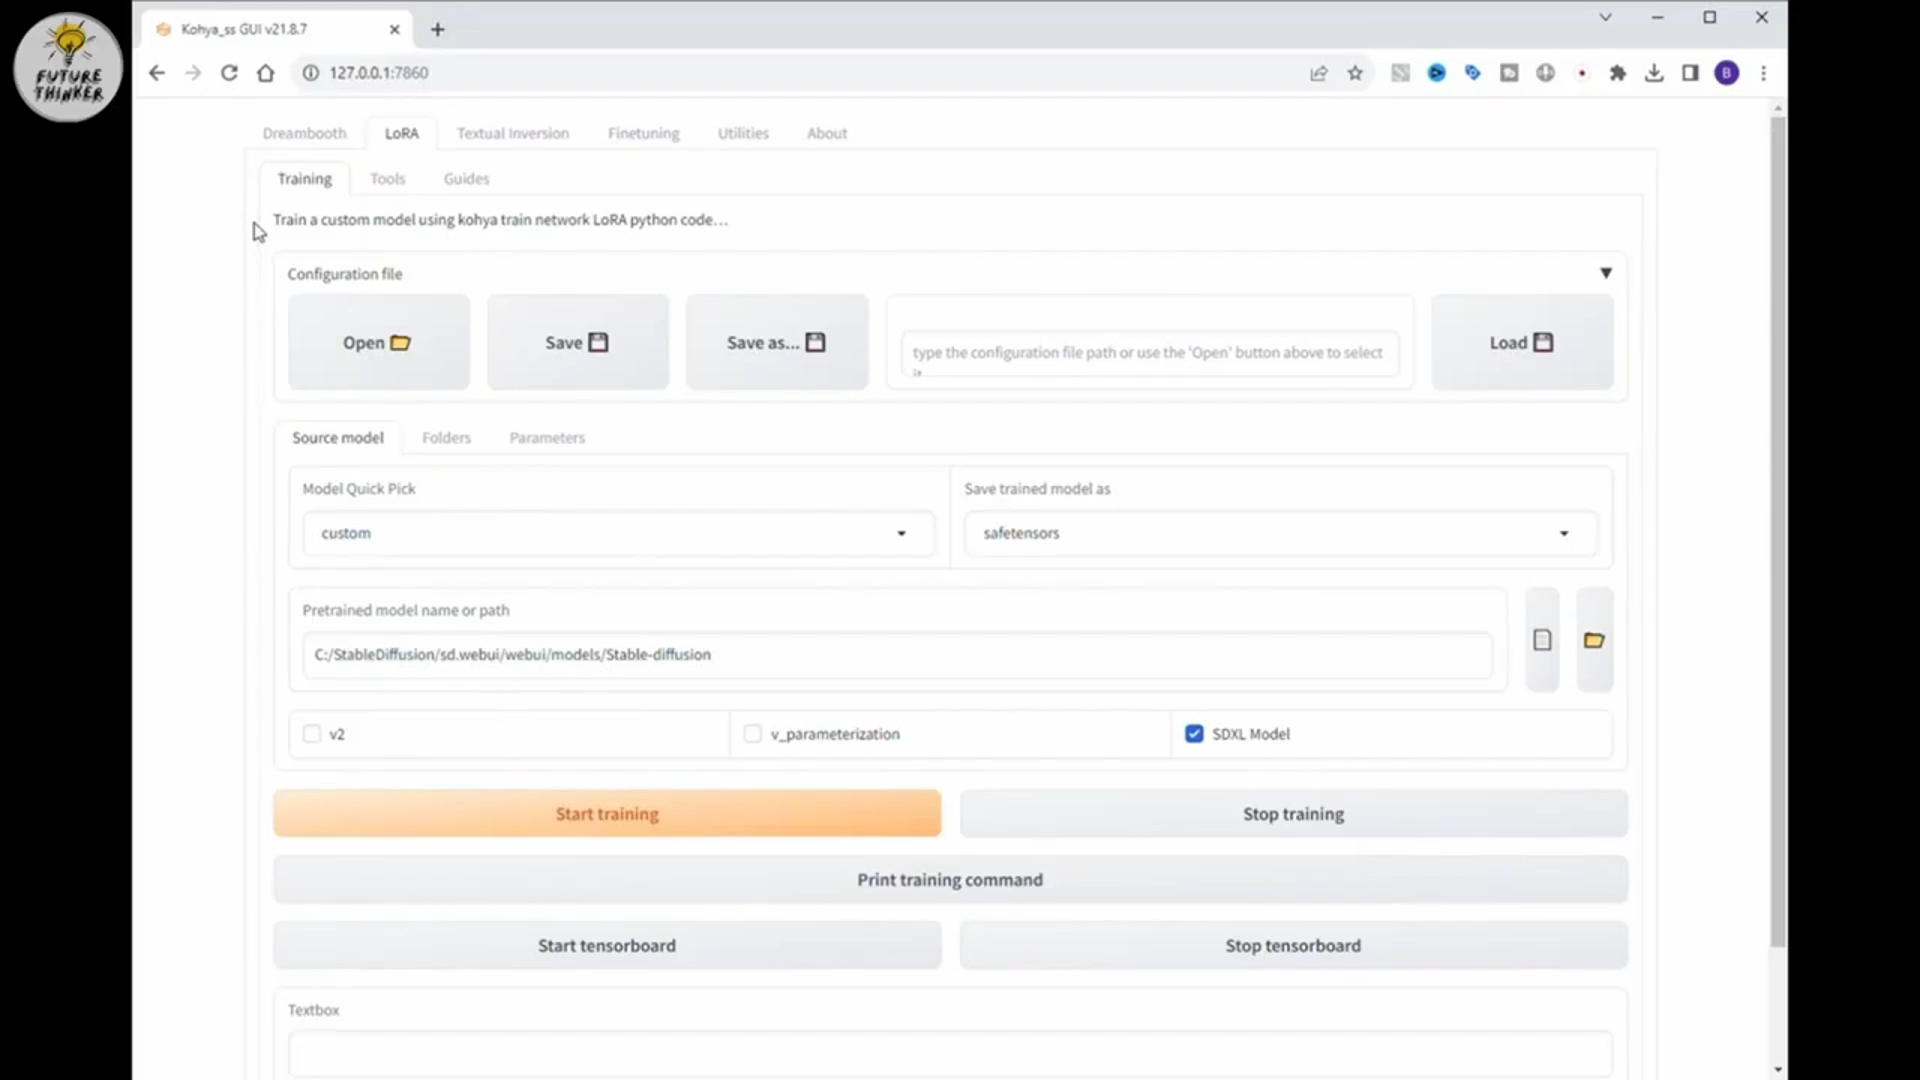 FUTURE
THINKER
Kohya_ss GUI v21.8.7
127.0.0.1:7860
B
Dreambooth
LoRA
Textual Inversion
Finetuning
Utilities
About
Training
Tools
Guides
Train a custom model using kohya train network LoRA python code...
Configuration file
Open
Save
Save as...
type the configuration file path or use the 'Open' button above to select
Load
Source model
Folders
Parameters
Model Quick Pick
Save trained model as
custom
safetensors
Pretrained model name or path
C:/StableDiffusion/sd.webui/webui/models/Stable-diffusion
v2
v_parameterization
SDXL Model
Start training
Stop training
Print training command
Start tensorboard
Stop tensorboard
Textbox